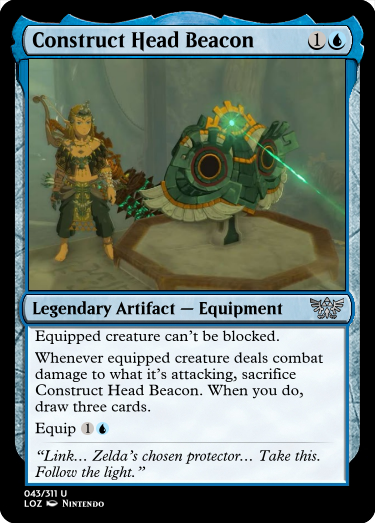 Construct Head Beacon 1
Legendary Artifact — Equipment
Equipped creature can't be blocked.
Whenever equipped creature deals combat
damage to what it's attacking, sacrifice
Construct Head Beacon. When you do,
draw three cards.
Equip 1
“Link... Zelda's chosen protector... Take this.
Follow the light.”
043/311 U
LOZ Nintendo